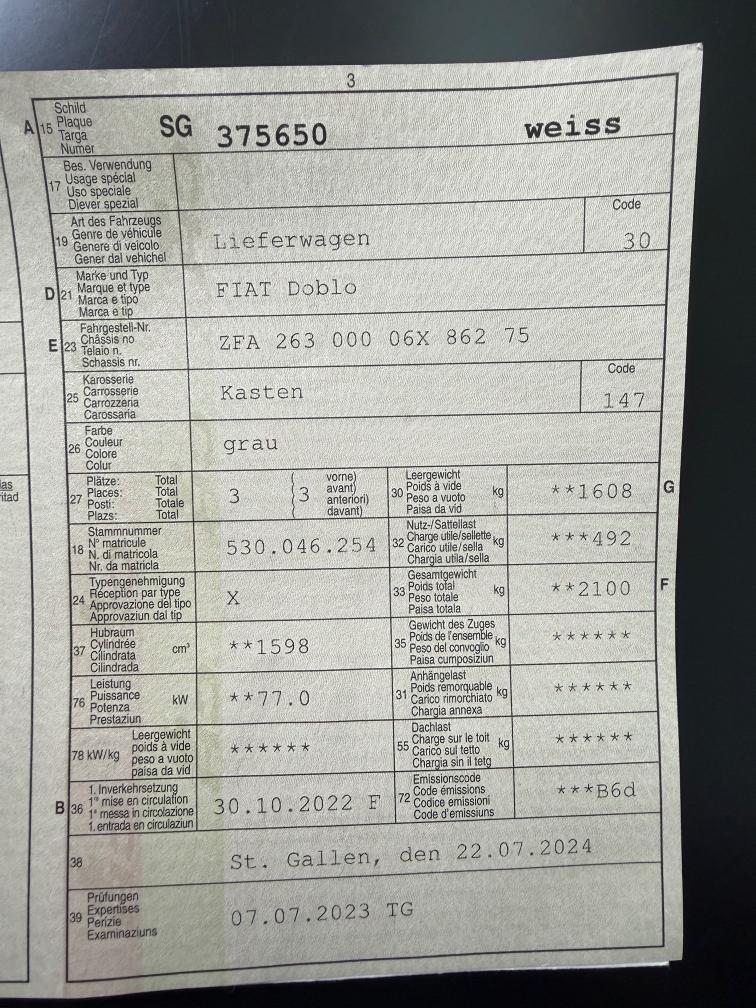 3
A 15 Schild
Plaque
Targa
Numer
SG 375650 weiss
17 Bes. Verwendung
Usage spécial
Uso speciale
Diever spezial
19 Art des Fahrzeugs
Genre de véhicule
Genere di veicolo
Gener dal vehichel
Lieferwagen
Code
30
D 21 Marke und Typ
Marque et type
Marca e tipo
Marca e tip
FIAT Doblo
E 23 Fahrgestell-Nr.
Châssis no
Telaio n.
Schassis nr.
ZFA 263 000 06X 862 75
25 Karosserie
Carrosserie
Carrozzeria
Carossaria
Kasten
Code
147
26 Farbe
Couleur
Colore
Colur
grau
27 Plätze: Total
Places: Total
Posti: Totale
Plazs: Total
3 (3 vorne)
avant)
anteriori)
davant)
30 Leergewicht
Poids à vide
Peso a vuoto
Paisa da vid
kg
**1608
G
18 Stammnummer
N° matricule
N. di matricola
Nr. da matricla
530.046.254
32 Nutz-/Sattellast
Charge utile/sellette
Carico utile/sella
Chargia utila/sella
kg
***492
24 Typengenehmigung
Réception par type
Approvazione del tipo
Approvaziun dal tip
X
33 Gesamtgewicht
Poids total
Peso totale
Paisa totala
kg
**2100
F
37 Hubraum
Cylindrée
Cilindrata
Cilindrada
cm³
**1598
35 Gewicht des Zuges
Poids de l'ensemble
Peso del convoglio
Paisa cumposiziun
kg
******
76 Leistung
Puissance
Potenza
Prestaziun
kW
**77.0
31 Anhängelast
Poids remorquable
Carico rimorchiato
Chargia annexa
kg
******
78 kW/kg Leergewicht
poids à vide
peso a vuoto
paisa da vid
******
55 Dachlast
Charge sur le toit
Carico sul tetto
Chargia sin il tetg
kg
******
B 36 1. Inverkehrsetzung
1re mise en circulation
1a messa in circolazione
1. entrada en circulaziun
30.10.2022 F
72 Emissionscode
Code émissions
Codice emissioni
Code d'emissiuns
***B6d
38 St. Gallen, den 22.07.2024
39 Prüfungen
Expertises
Perizie
Examinaziuns
07.07.2023 TG